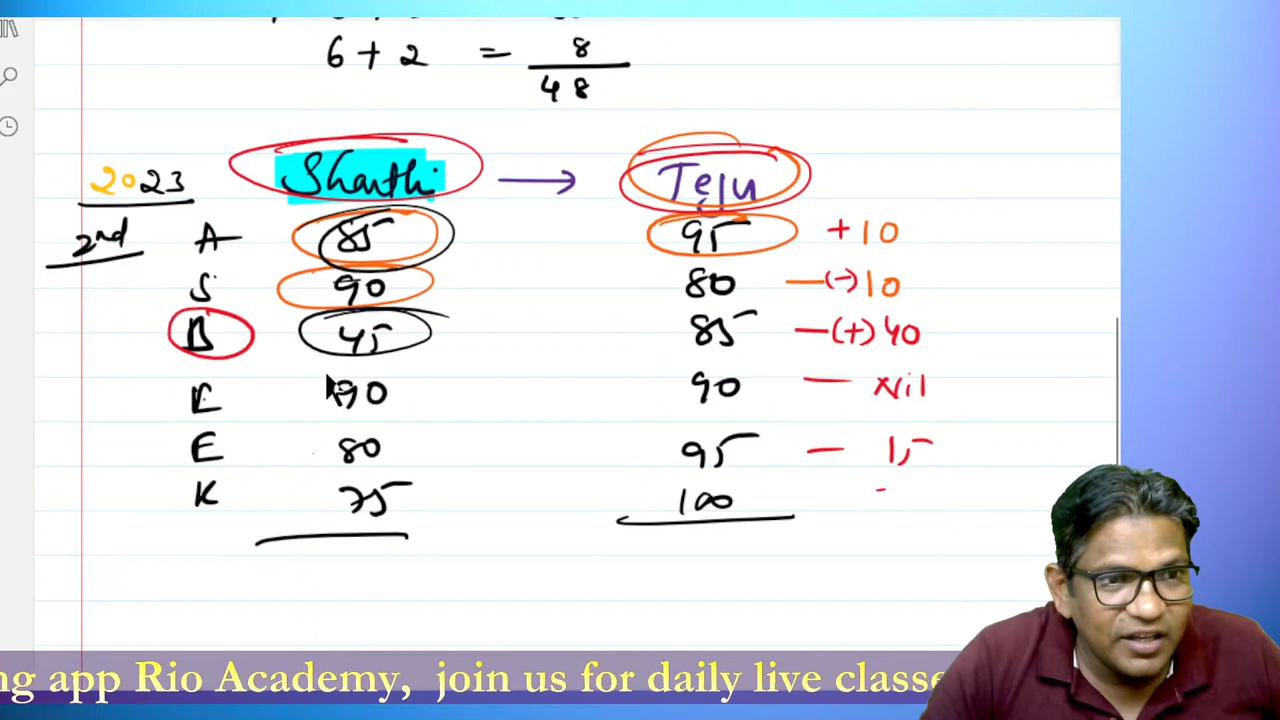 6 + 2 = 8
48
2023 Sharthi → Teju
2nd A 85 95 + 10
S 90 80 — (-) 10
B 45 85 — (+) 40
90 90 — Nil
E 80 95 — 15
K 75 100
ng app Rio Academy, join us for daily live classe